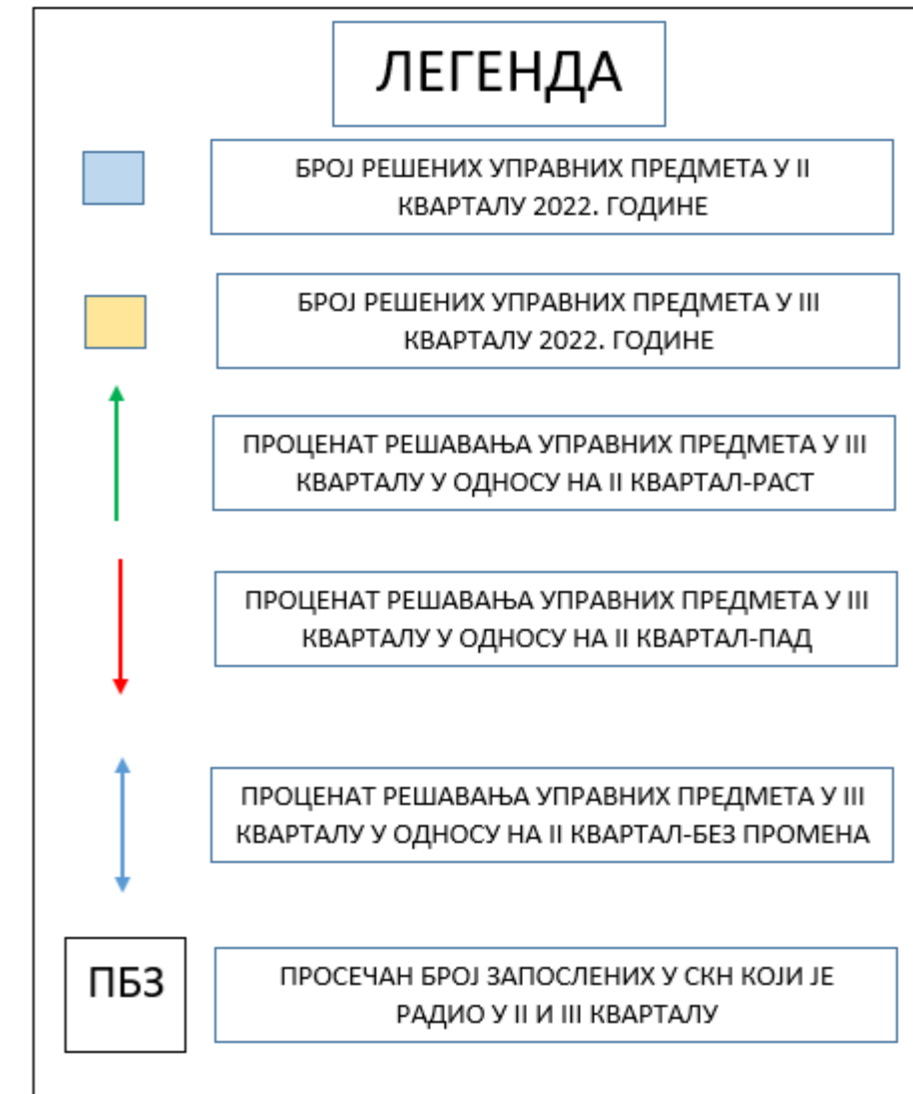 ЛЕГЕНДА
БРОЈ РЕШЕНИХ УПРАВНИХ ПРЕДМЕТА У II
КВАРТАЛУ 2022. ГОДИНЕ
БРОЈ РЕШЕНИХ УПРАВНИХ ПРЕДМЕТА У III
КВАРТАЛУ 2022. ГОДИНЕ
ПРОЦЕНАТ РЕШАВАЊА УПРАВНИХ ПРЕДМЕТА У III
КВАРТАЛУ У ОДНОСУ НА II КВАРТАЛ-РАСТ
ПРОЦЕНАТ РЕШАВАЊА УПРАВНИХ ПРЕДМЕТА У III
КВАРТАЛУ У ОДНОСУ НА II КВАРТАЛ-ПАД
ПРОЦЕНАТ РЕШАВАЊА УПРАВНИХ ПРЕДМЕТА У III
КВАРТАЛУ У ОДНОСУ НА II КВАРТАЛ-БЕЗ ПРОМЕНА
ПБЗ
ПРОСЕЧАН БРОЈ ЗАПОСЛЕНИХ У СКН КОЈИ ЈЕ
РАДИО У II И III КВАРТАЛУ